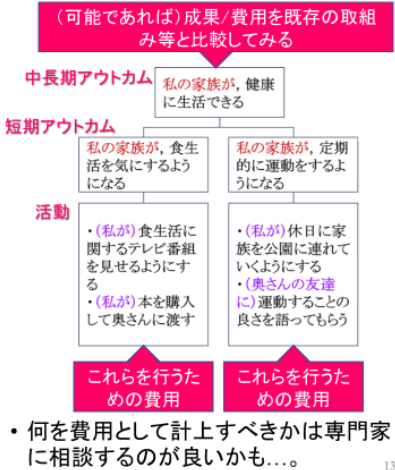 （可能であれば）成果/費用を既存の取組
み等と比較してみる
中長期アウトカム
私の家族が，健康
に生活できる
短期アウトカム
私の家族が，食生
活を気にするよう
になる
私の家族が，定期
的に運動をするよ
うになる
活動
・(私が）食生活に
関するテレビ番組
を見せるようにす
る
・(私が）本を購入
して奥さんに渡す
・(私が）休日に家
族を公園に連れて
いくようにする
・(奥さんの友達
に）運動することの
良さを語ってもらう
これらを行うた
めの費用
これらを行うた
めの費用
• 何を費用として計上すべきかは専門家
に相談するのが良いかも…。
13